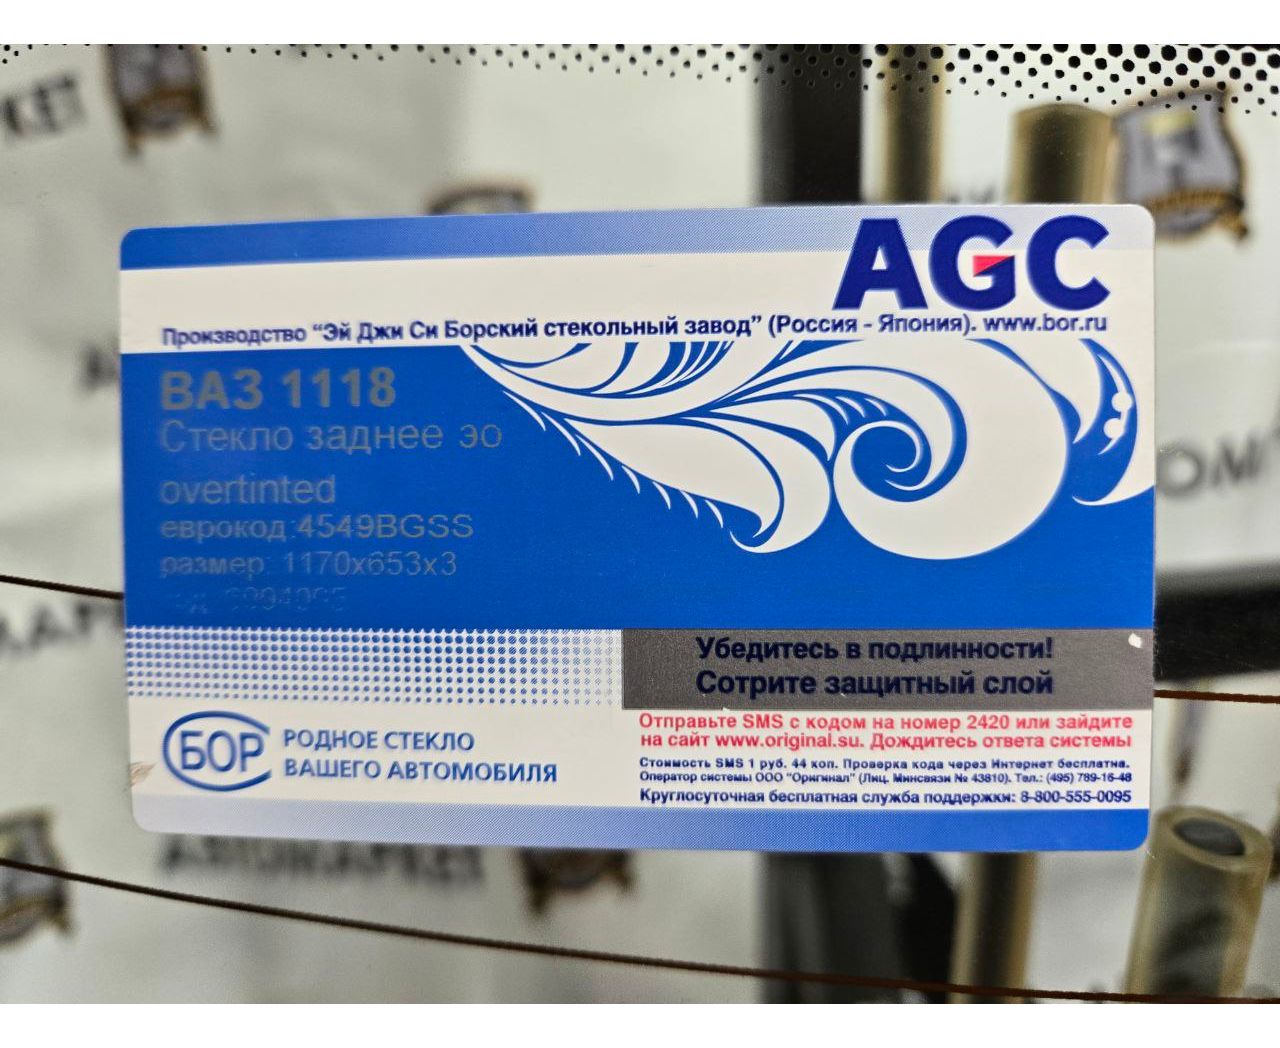 AGC
Производство “Эй Джи Си Борский стекольный завод” (Россия - Япония). www.bor.ru
ВАЗ 1118
Стекло заднее эо
overtinted
еврокод:4549BGSS
размер: 1170x653x3
Убедитесь в подлинности!
Сотрите защитный слой
Отправьте SMS с кодом на номер 2420 или зайдите
на сайт www.original.su. Дождитесь ответа системы
Стоимость SMS 1 руб. 44 коп. Проверка кода через Интернет бесплатна.
Оператор системы ООО "Оригинал" (Лиц. Минсвязи № 43810). Тел.: (495) 789-16-48
Круглосуточная бесплатная служба поддержки: 8-800-555-0095
БОР
РОДНОЕ СТЕКЛО
ВАШЕГО АВТОМОБИЛЯ
АВТОМАРКЕТ